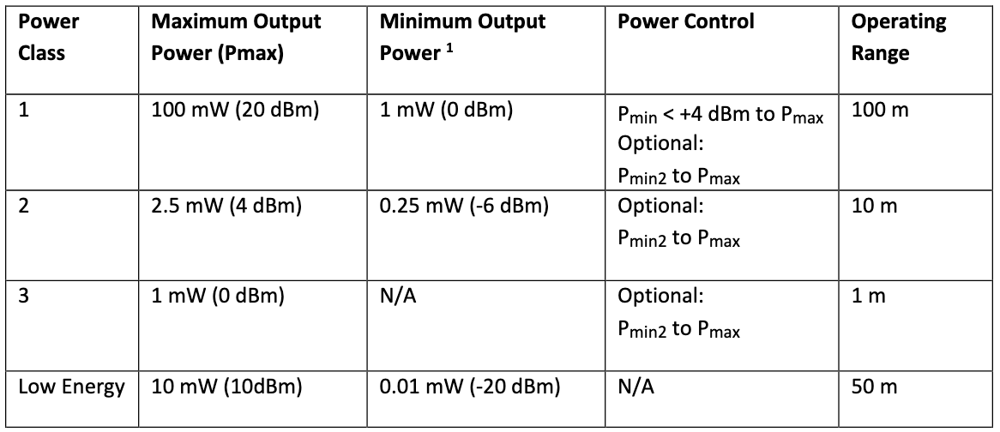 Power Class
Maximum Output Power (Pmax)
Minimum Output Power 1
Power Control
Operating Range
1
100 mW (20 dBm)
1 mW (0 dBm)
Pmin < +4 dBm to Pmax
Optional:
Pmin2 to Pmax
100 m
2
2.5 mW (4 dBm)
0.25 mW (-6 dBm)
Optional:
Pmin2 to Pmax
10 m
3
1 mW (0 dBm)
N/A
Optional:
Pmin2 to Pmax
1 m
Low Energy
10 mW (10dBm)
0.01 mW (-20 dBm)
N/A
50 m